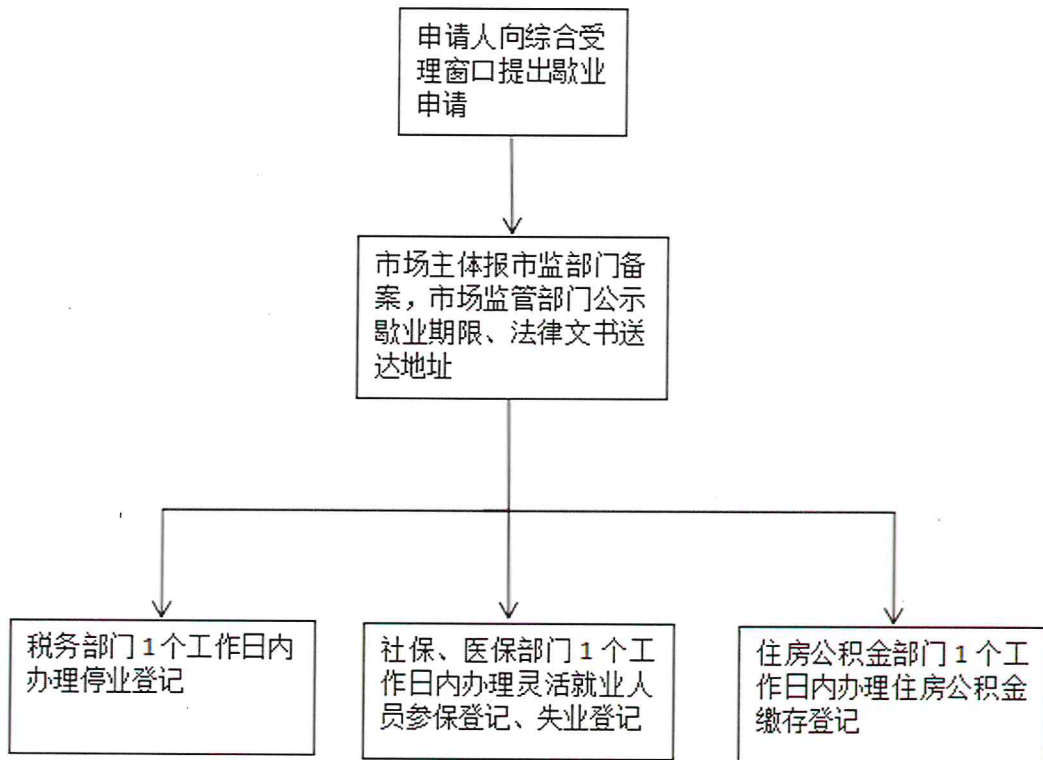 申请人向综合受
理窗口提出歇业
申请
市场主体报市监部门备
案，市场监管部门公示
歇业期限、法律文书送
达地址
税务部门 1 个工作日内
办理停业登记
社保、医保部门 1 个工
作日内办理灵活就业人
员参保登记、失业登记
住房公积金部门 1 个工
作日内办理住房公积金
缴存登记